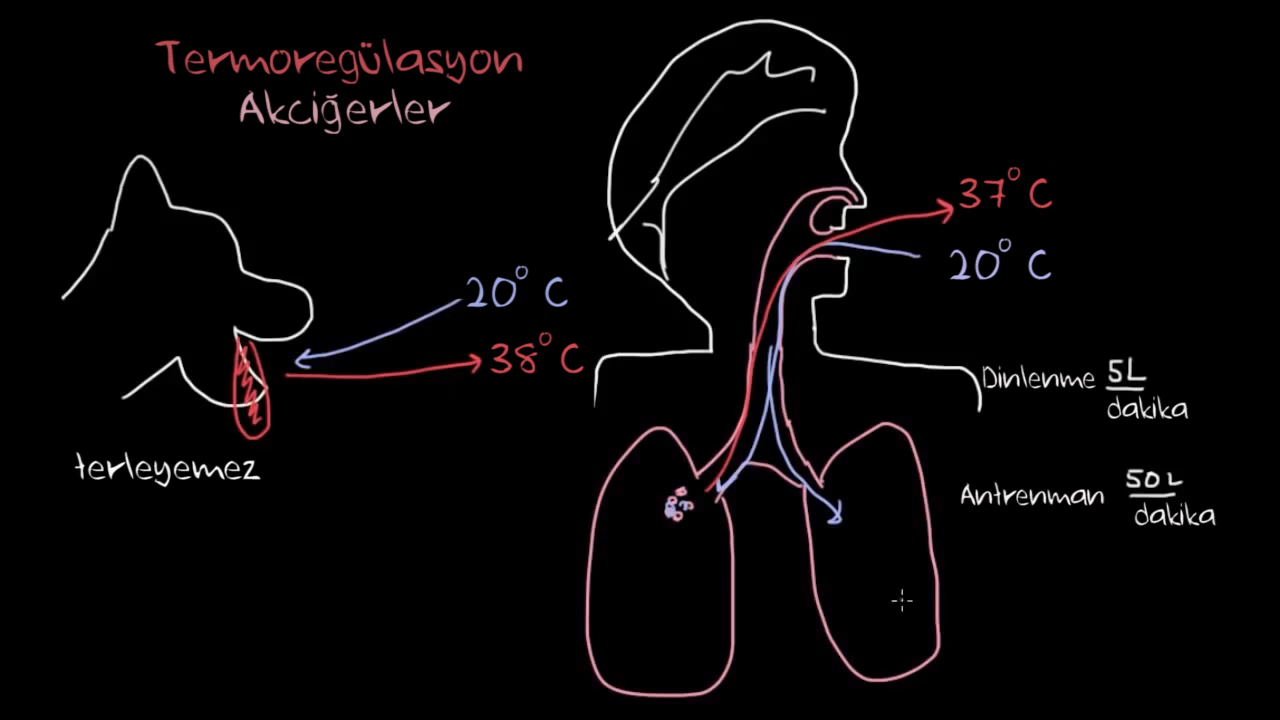 Termoregülasyon
Akciğerler
37° C
20° C
20° C
38° C
Dinlenme 5L
dakika
terleyemez
Antrenman 50L
dakika